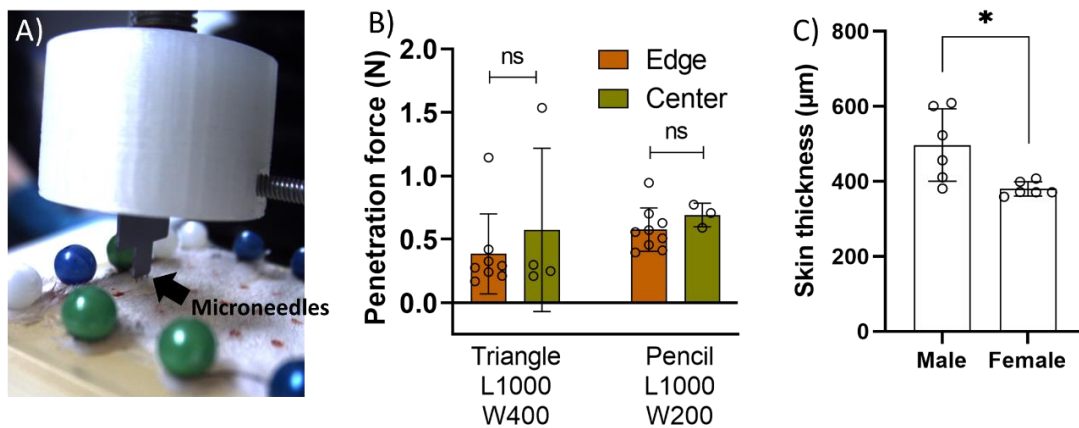 A)
Microneedles
B)
Penetration force (N)
2.0
1.5
1.0
0.5
0.0
ns
ns
Edge
Center
Triangle
L1000
W400
Pencil
L1000
W200
C)
Skin thickness (µm)
800
600
400
200
0
*
Male Female